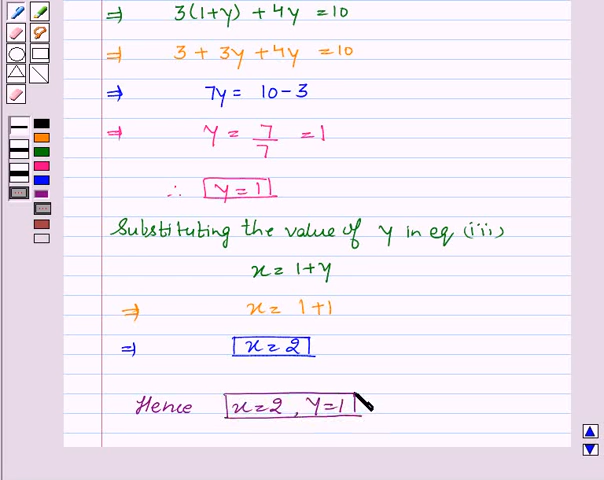 ⇒ 3(1+y) + 4y = 10
⇒ 3 + 3y + 4y = 10
⇒ 7y = 10-3
⇒ y = 7/7 = 1
∴ y=1
Substituting the value of y in eq (iii)
x = 1+y
⇒ x = 1+1
⇒ x = 2
Hence x=2, y=1